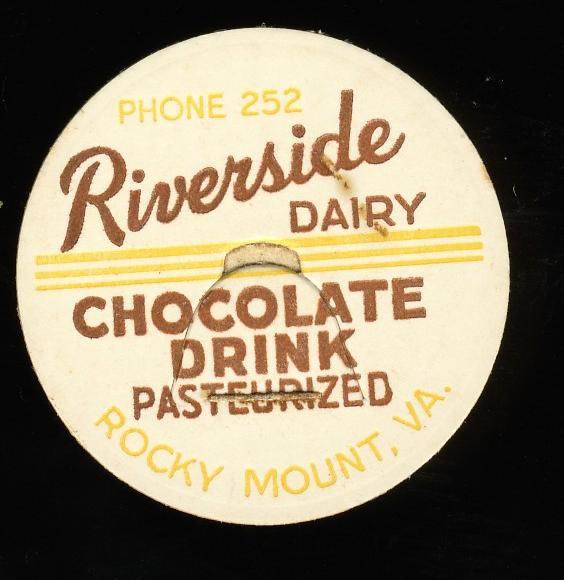 PHONE 252
Riverside
DAIRY
CHOCOLATE
DRINK
PASTEURIZED
ROCKY MOUNT, VA.